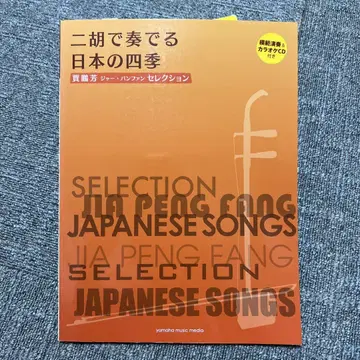 二胡で奏でる
日本の四季
賈鵬芳 ジャー・パンファン セレクション
模範演奏&
カラオケCD
付き
SELECTION
JIA PENG FANG
JAPANESE SONGS
JIA PENG FANG
SELECTION
JAPANESE SONGS
yamaha music media